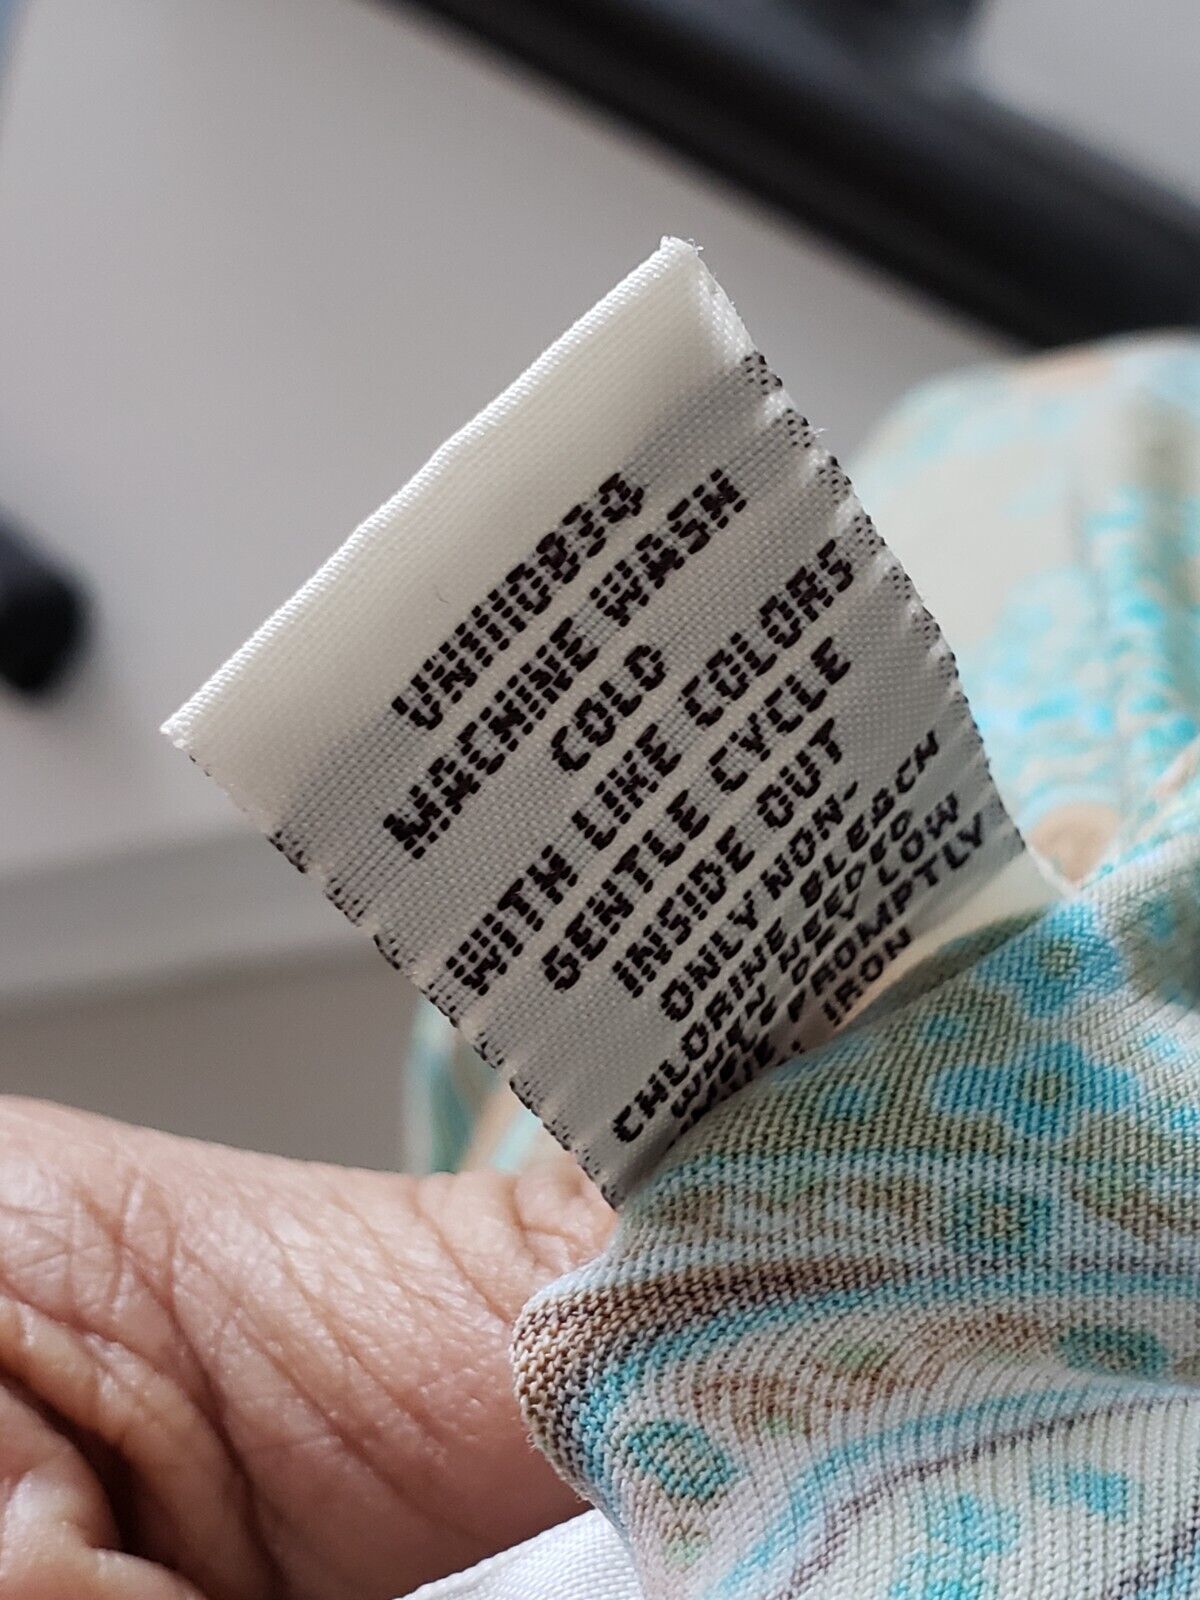 MACHINE WASH
COLD
WITH LIKE COLORS
GENTLE CYCLE
INSIDE OUT
ONLY NON-
CHLORINE BLEACH
WHEN NEEDED
DRY LOW
PROMPTLY
IRON